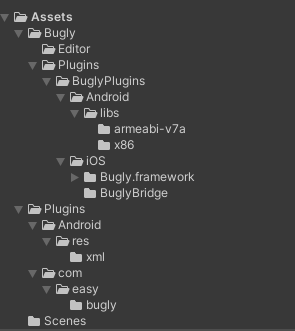 Assets
Bugly
Editor
Plugins
BuglyPlugins
Android
libs
armeabi-v7a
x86
iOS
Bugly.framework
BuglyBridge
Plugins
Android
res
xml
com
easy
bugly
Scenes